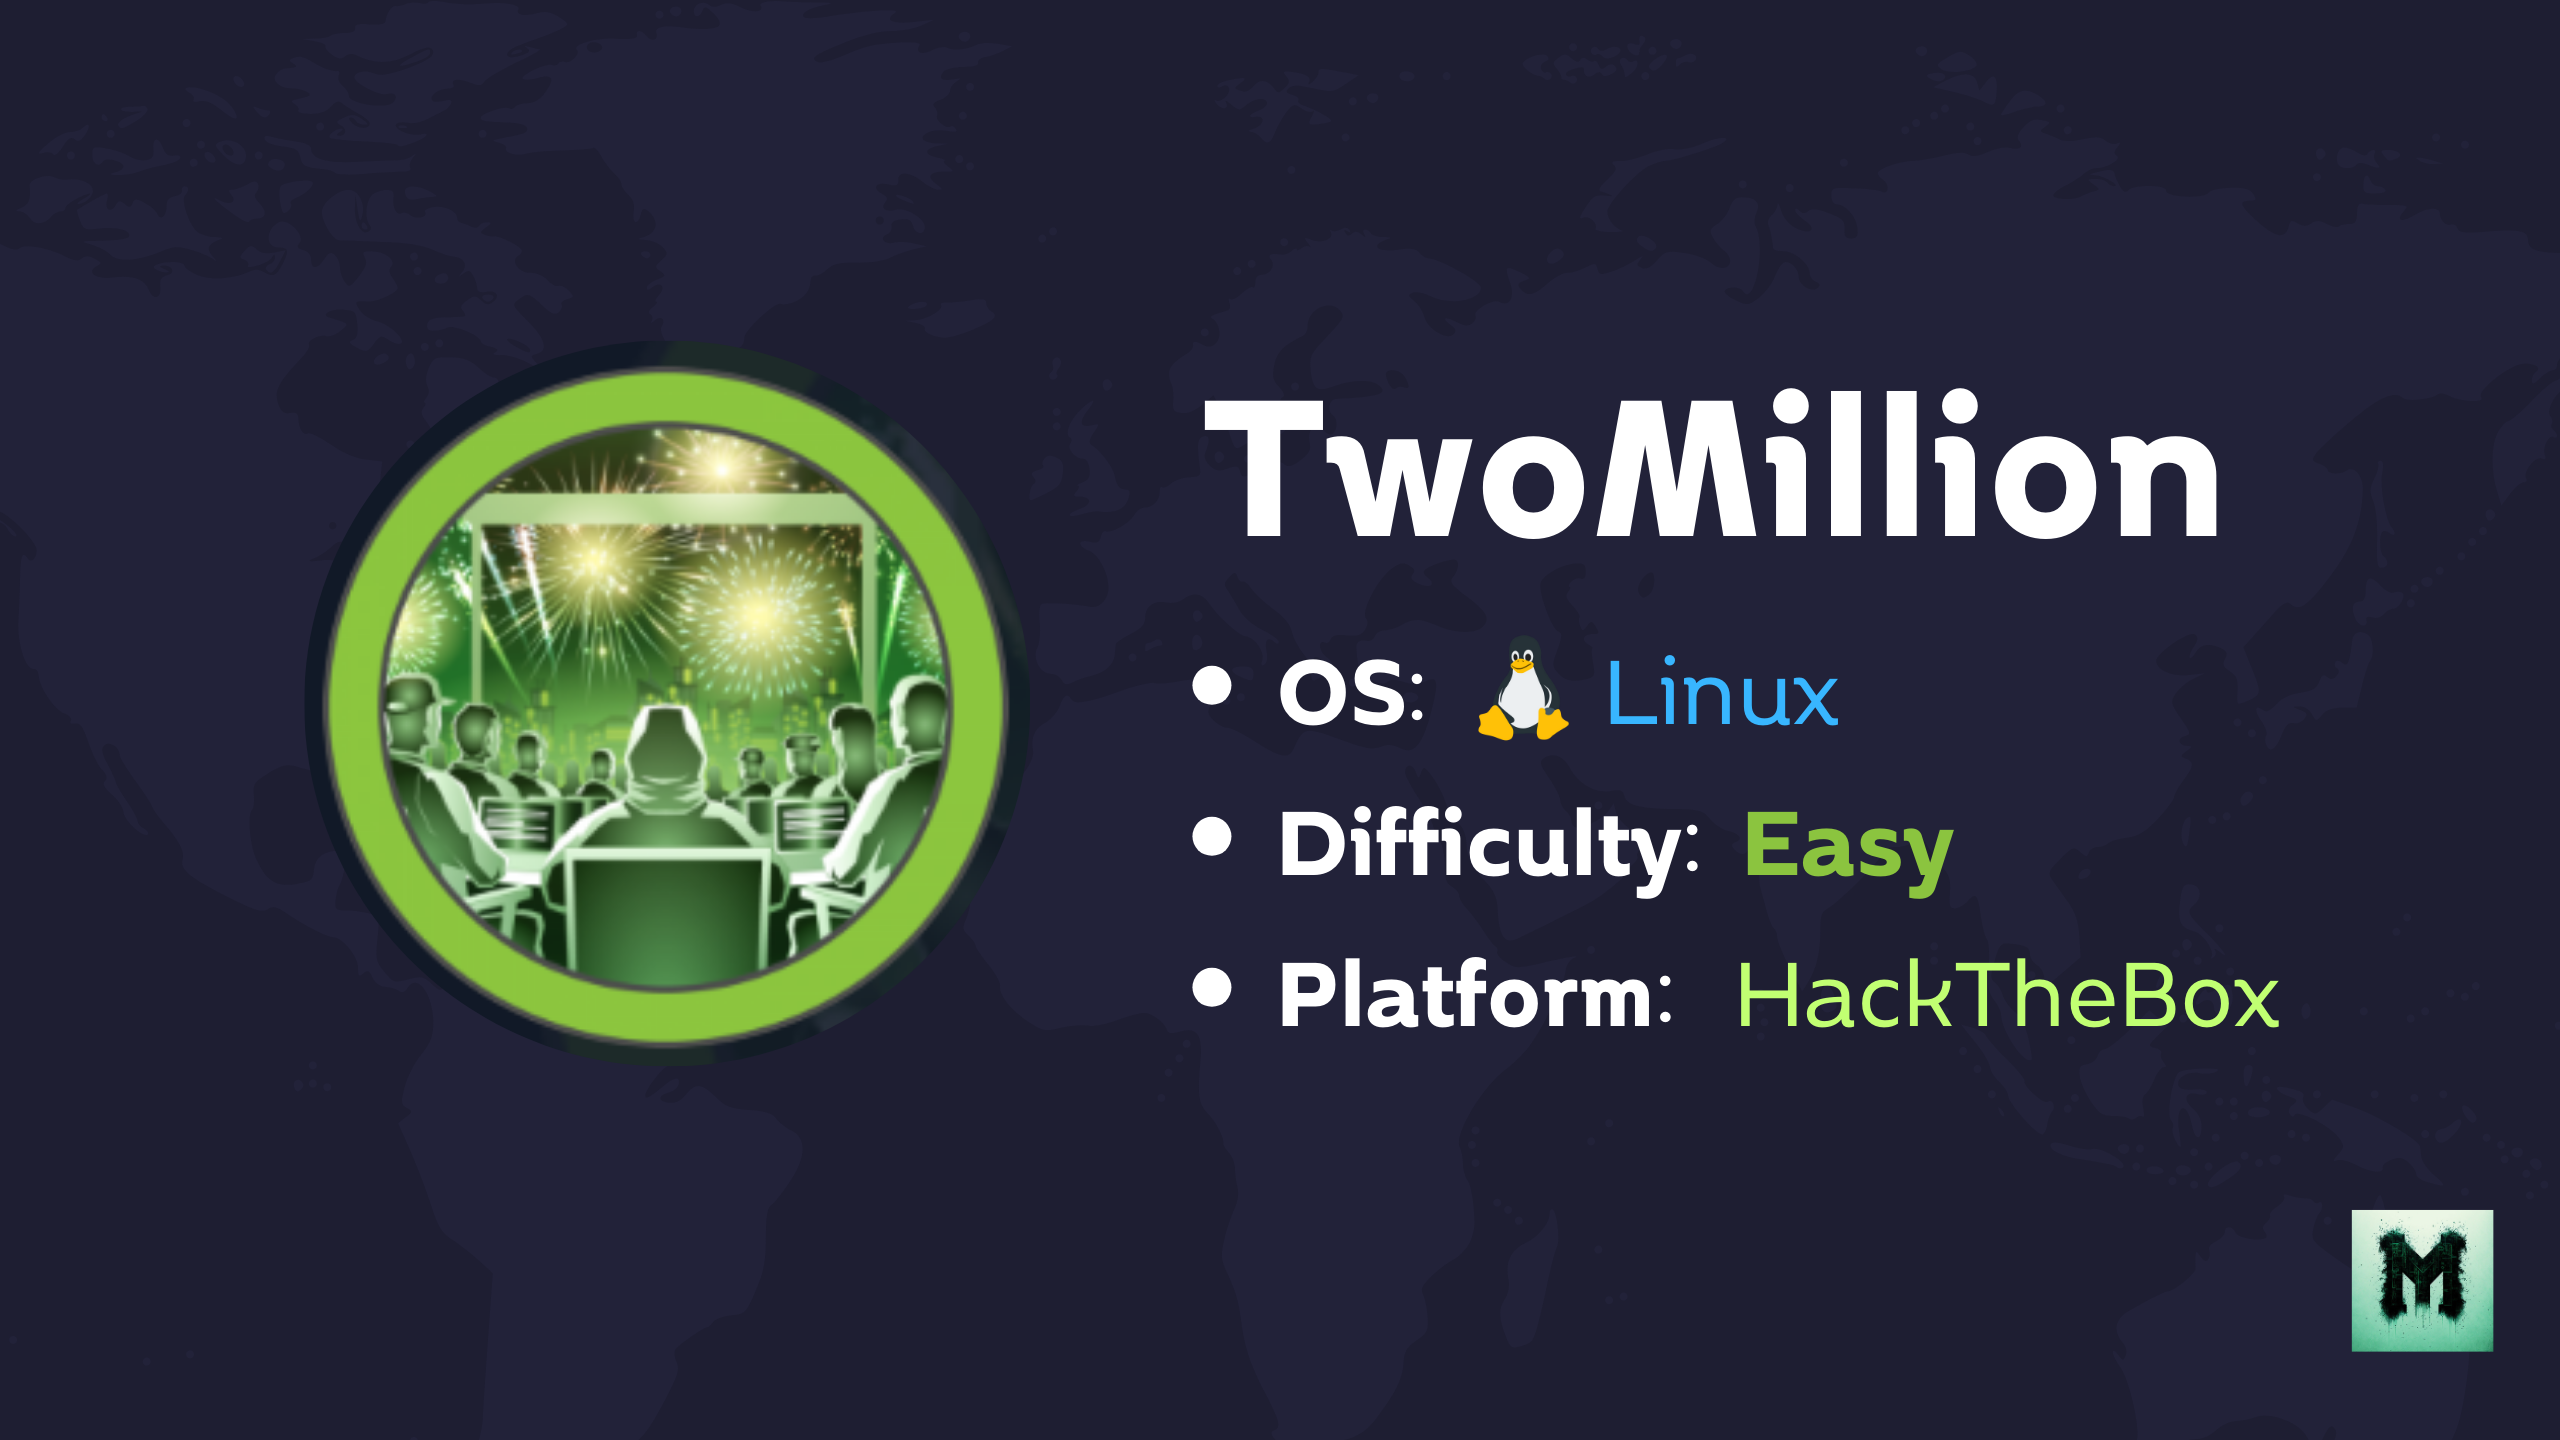 TwoMillion
• OS: Linux
• Difficulty: Easy
• Platform: HackTheBox
M